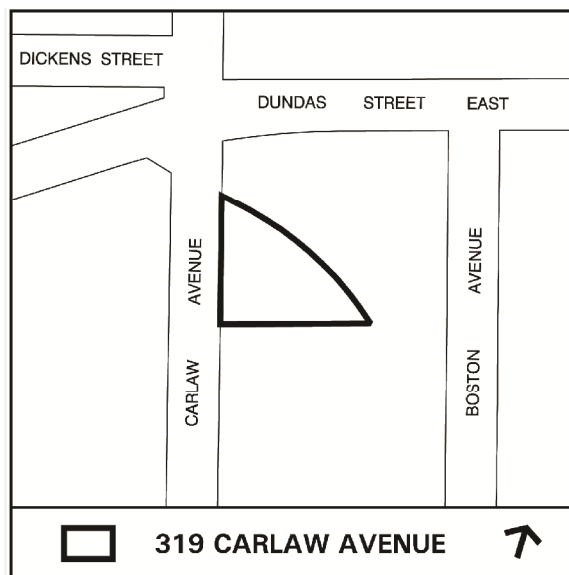 DICKENS STREET
DUNDAS STREET EAST
CARLAW AVENUE
BOSTON AVENUE
319 CARLAW AVENUE